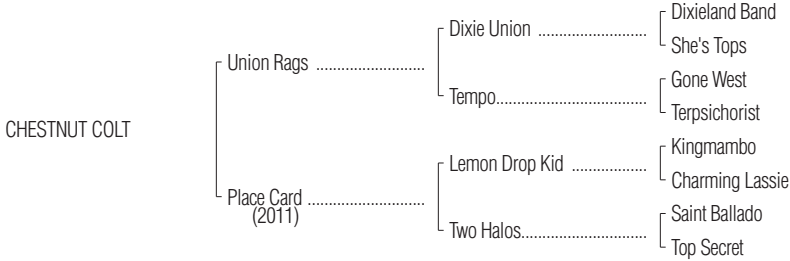 Dixieland Band
Dixie Union ..........................
She's Tops
Union Rags ..........................
Gone West
Tempo....................................
Terpsichorist
CHESTNUT COLT
Kingmambo
Lemon Drop Kid ..................
Charming Lassie
Place Card ............................
(2011)
Saint Ballado
Two Halos..............................
Top Secret